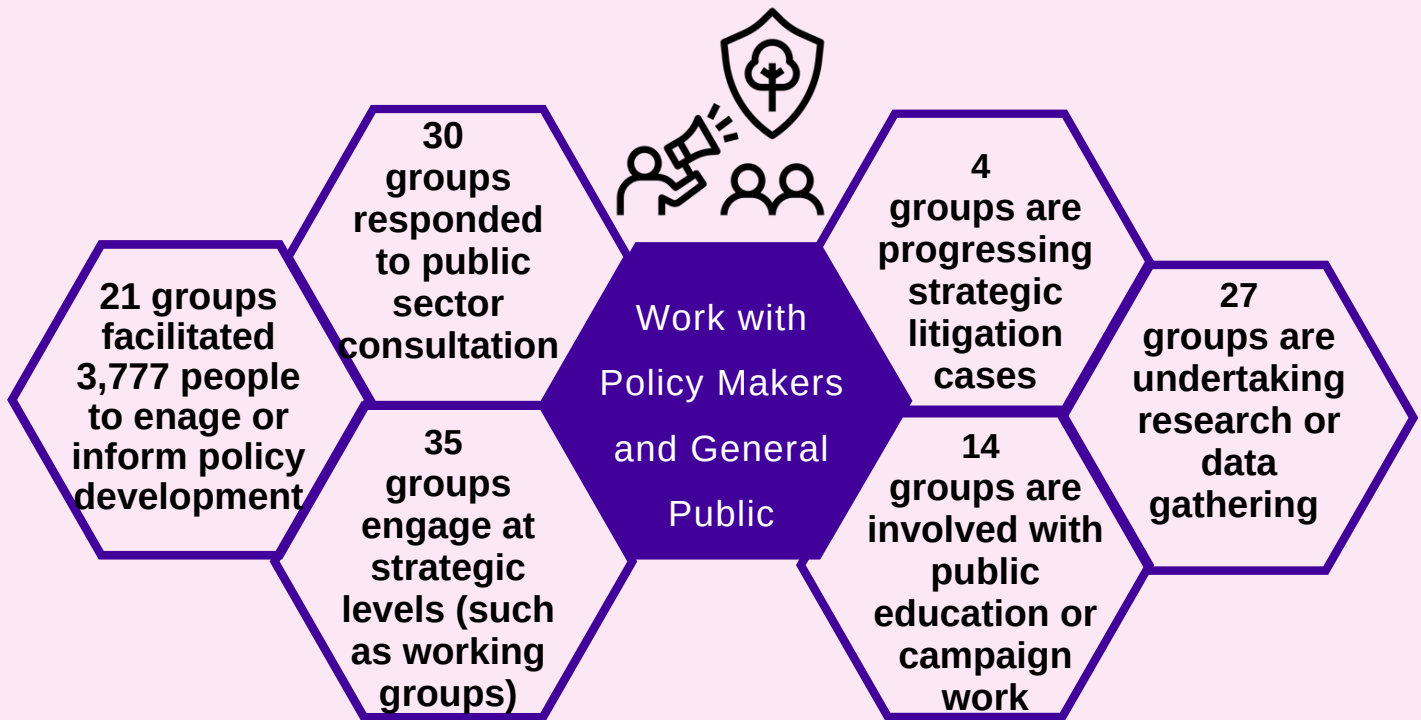 21 groups
facilitated
3,777 people
to enage or
inform policy
development
30
groups
responded
to public
sector
consultation
35
groups
engage at
strategic
levels (such
as working
groups)
Work with
Policy Makers
and General
Public
4
groups are
progressing
strategic
litigation
cases
14
groups are
involved with
public
education or
campaign
work
27
groups are
undertaking
research or
data
gathering